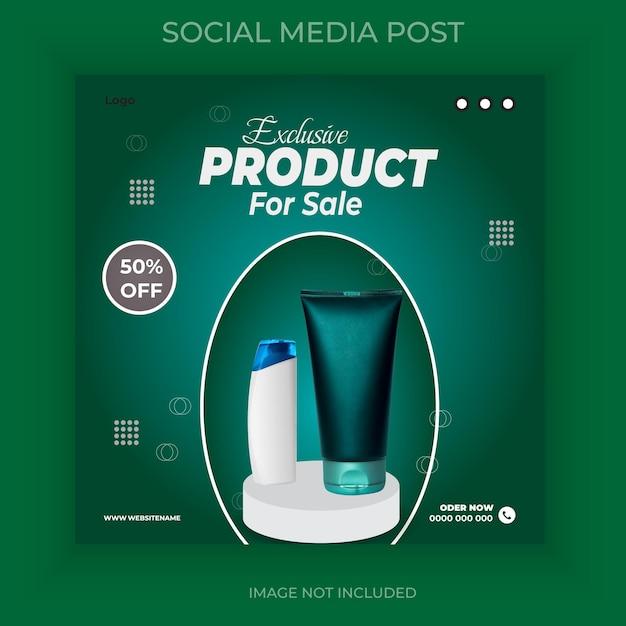 SOCIAL MEDIA POST
Logo
Exclusive
PRODUCT
For Sale
50%
OFF
WWW.WEBSITENAME
ODER NOW
0000 000 000
IMAGE NOT INCLUDED